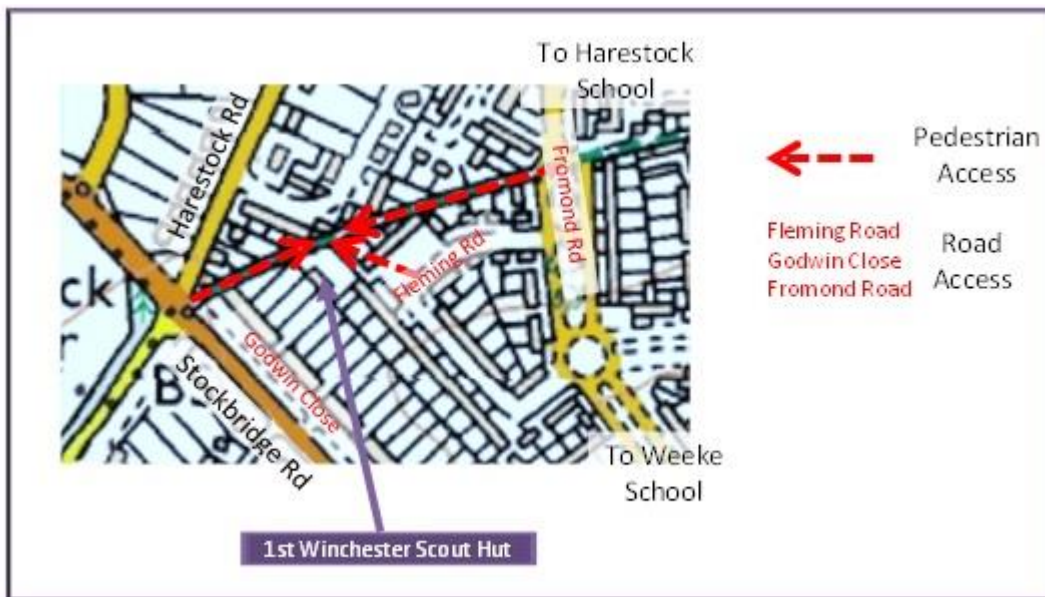 To Harestock
School
Harestock Rd
Fromond Rd
Pedestrian
Access
Fleming Rd
Fleming Road
Godwin Close
Fromond Road
Road
Access
ck
r
Godwin Close
B
Stockbridge Rd
To Weeke
School
1st Winchester Scout Hut